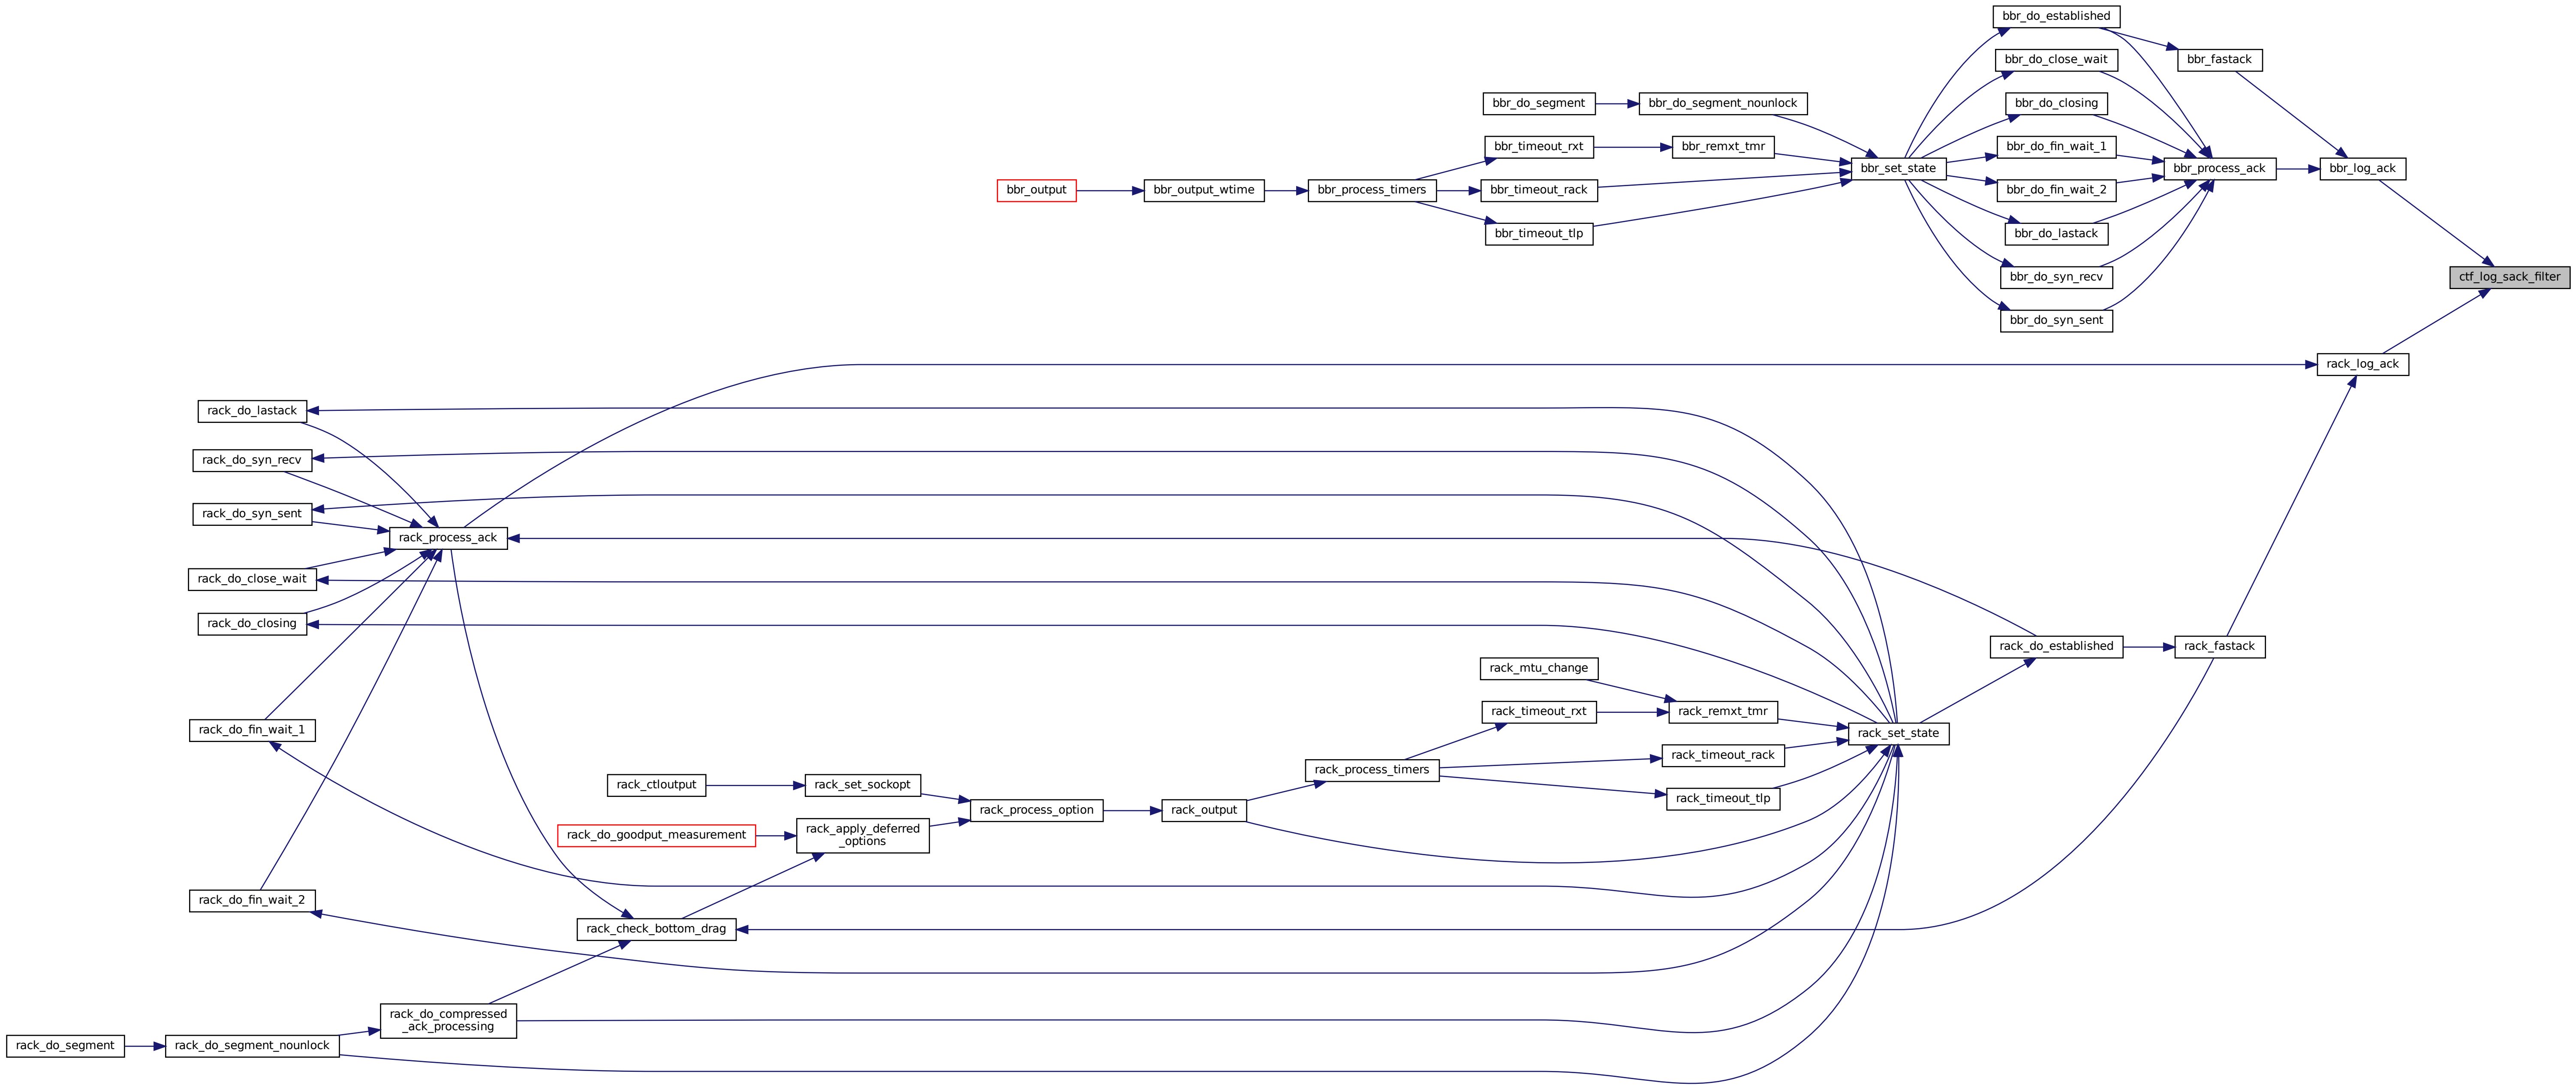 bbr_do_established
bbr_do_close_wait
bbr_fastack
bbr_do_segment
bbr_do_segment_nounlock
bbr_do_closing
bbr_timeout_rxt
bbr_remxt_tmr
bbr_do_fin_wait_1
bbr_set_state
bbr_process_ack
bbr_log_ack
bbr_output
bbr_output_wtime
bbr_process_timers
bbr_timeout_rack
bbr_do_fin_wait_2
bbr_timeout_tlp
bbr_do_lastack
bbr_do_syn_recv
ctf_log_sack_filter
bbr_do_syn_sent
rack_log_ack
rack_do_lastack
rack_do_syn_recv
rack_do_syn_sent
rack_process_ack
rack_do_close_wait
rack_do_closing
rack_do_established
rack_fastack
rack_mtu_change
rack_timeout_rxt
rack_remxt_tmr
rack_do_fin_wait_1
rack_set_state
rack_timeout_rack
rack_process_timers
rack_ctloutput
rack_set_sockopt
rack_timeout_tlp
rack_process_option
rack_output
rack_do_goodput_measurement
rack_apply_deferred
_options
rack_do_fin_wait_2
rack_check_bottom_drag
rack_do_compressed
_ack_processing
rack_do_segment
rack_do_segment_nounlock